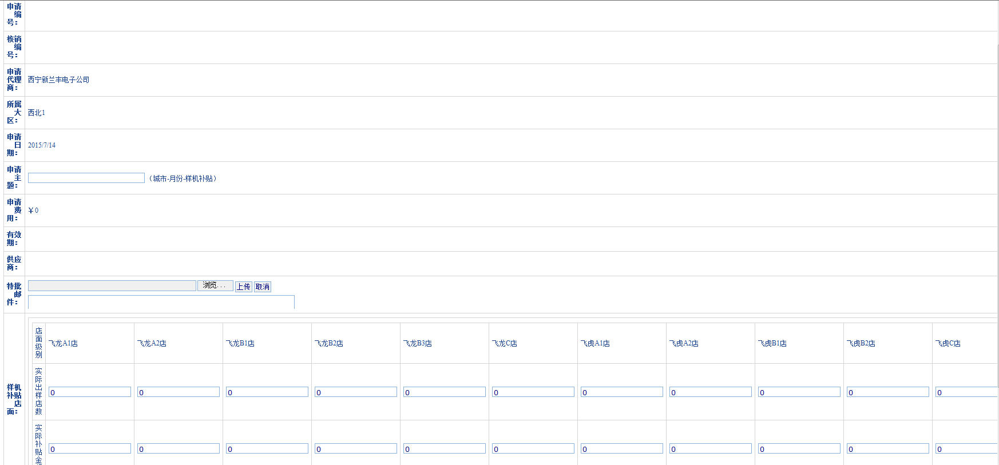 申请
编
号：
核销
编
号：
申请
代理
商：
西宁新兰丰电子公司
所属
大
区：
西北1
申请
日
期：
2015/7/14
申请
主
题：
（城市-月份-样机补贴）
申请
费
用：
￥0
有效
期：
供应
商：
特批
邮
件：
浏览... 上传 取消
样机
补贴
店
面：
店
面
级
别
飞龙A1店 飞龙A2店 飞龙B1店 飞龙B2店 飞龙B3店 飞龙C店 飞虎A1店 飞虎A2店 飞虎B1店 飞虎B2店 飞虎C店
实
际
出
样
店
数
0 0 0 0 0 0 0 0 0 0 0
实
际
补
贴
金
0 0 0 0 0 0 0 0 0 0 0